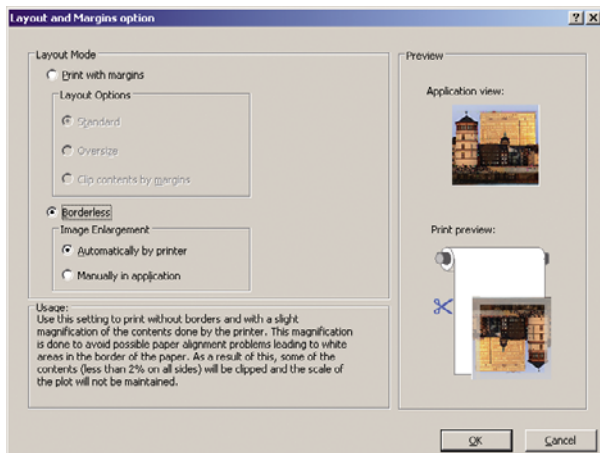 Layout and Margins option
Layout Mode
Print with margins
Layout Options
Standard
Oversize
Clip contents by margins
Borderless
Image Enlargement
Automatically by printer
Manually in application
Usage:
Use this setting to print without borders and with a slight
magnification of the contents done by the printer. This magnification
is done to avoid possible paper alignment problems leading to white
areas in the border of the paper. As a result of this, some of the
contents (less than 2% on all sides) will be clipped and the scale of
the plot will not be maintained.
Preview
Application view:
Print preview:
OK
Cancel